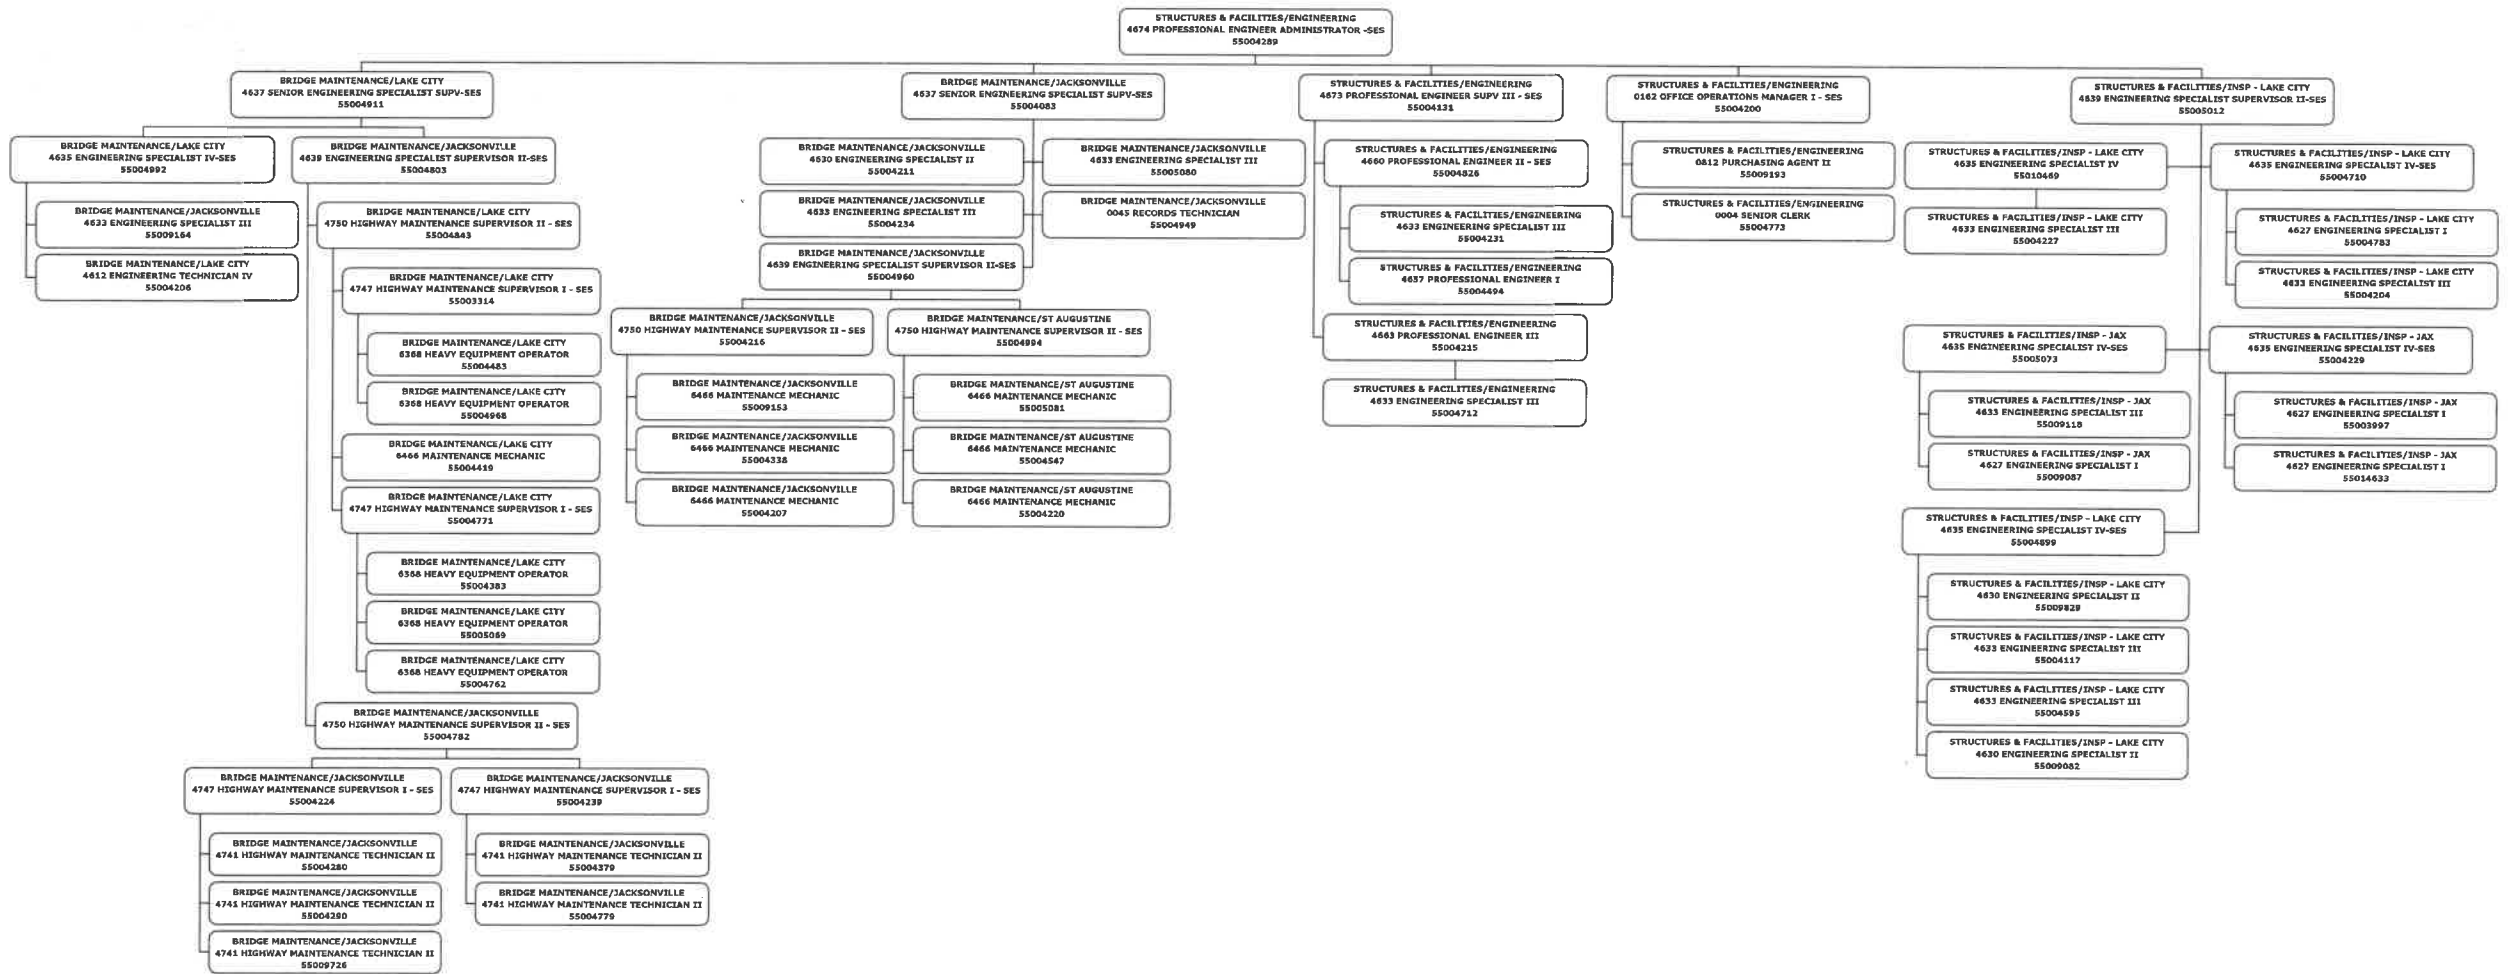 STRUCTURES & FACILITIES/ENGINEERING
4674 PROFESSIONAL ENGINEER ADMINISTRATOR -SES
55004289
BRIDGE MAINTENANCE/LAKE CITY
4637 SENIOR ENGINEERING SPECIALIST SUPV-SES
55004911
BRIDGE MAINTENANCE/LAKE CITY
4635 ENGINEERING SPECIALIST IV-SES
55004992
BRIDGE MAINTENANCE/JACKSONVILLE
4633 ENGINEERING SPECIALIST III
55009164
BRIDGE MAINTENANCE/LAKE CITY
4612 ENGINEERING TECHNICIAN IV
55004206
BRIDGE MAINTENANCE/JACKSONVILLE
4639 ENGINEERING SPECIALIST SUPERVISOR II-SES
55004803
BRIDGE MAINTENANCE/LAKE CITY
4750 HIGHWAY MAINTENANCE SUPERVISOR II - SES
55004843
BRIDGE MAINTENANCE/LAKE CITY
4747 HIGHWAY MAINTENANCE SUPERVISOR I - SES
55003314
BRIDGE MAINTENANCE/LAKE CITY
6368 HEAVY EQUIPMENT OPERATOR
55004483
BRIDGE MAINTENANCE/LAKE CITY
6368 HEAVY EQUIPMENT OPERATOR
55004968
BRIDGE MAINTENANCE/LAKE CITY
6466 MAINTENANCE MECHANIC
55004419
BRIDGE MAINTENANCE/LAKE CITY
4747 HIGHWAY MAINTENANCE SUPERVISOR I - SES
55004771
BRIDGE MAINTENANCE/LAKE CITY
6368 HEAVY EQUIPMENT OPERATOR
55004383
BRIDGE MAINTENANCE/LAKE CITY
6368 HEAVY EQUIPMENT OPERATOR
55005069
BRIDGE MAINTENANCE/LAKE CITY
6368 HEAVY EQUIPMENT OPERATOR
55004762
BRIDGE MAINTENANCE/JACKSONVILLE
4750 HIGHWAY MAINTENANCE SUPERVISOR II - SES
55004782
BRIDGE MAINTENANCE/JACKSONVILLE
4747 HIGHWAY MAINTENANCE SUPERVISOR I - SES
55004224
BRIDGE MAINTENANCE/JACKSONVILLE
4741 HIGHWAY MAINTENANCE TECHNICIAN II
55004280
BRIDGE MAINTENANCE/JACKSONVILLE
4741 HIGHWAY MAINTENANCE TECHNICIAN II
55004290
BRIDGE MAINTENANCE/JACKSONVILLE
4741 HIGHWAY MAINTENANCE TECHNICIAN II
55009726
BRIDGE MAINTENANCE/JACKSONVILLE
4747 HIGHWAY MAINTENANCE SUPERVISOR I - SES
55004239
BRIDGE MAINTENANCE/JACKSONVILLE
4741 HIGHWAY MAINTENANCE TECHNICIAN II
55004379
BRIDGE MAINTENANCE/JACKSONVILLE
4741 HIGHWAY MAINTENANCE TECHNICIAN II
55004779
BRIDGE MAINTENANCE/JACKSONVILLE
4637 SENIOR ENGINEERING SPECIALIST SUPV-SES
55004083
BRIDGE MAINTENANCE/JACKSONVILLE
4630 ENGINEERING SPECIALIST II
55004211
BRIDGE MAINTENANCE/JACKSONVILLE
4633 ENGINEERING SPECIALIST III
55005080
BRIDGE MAINTENANCE/JACKSONVILLE
4633 ENGINEERING SPECIALIST III
55004234
BRIDGE MAINTENANCE/JACKSONVILLE
0045 RECORDS TECHNICIAN
55004949
BRIDGE MAINTENANCE/JACKSONVILLE
4639 ENGINEERING SPECIALIST SUPERVISOR II-SES
55004960
BRIDGE MAINTENANCE/JACKSONVILLE
4750 HIGHWAY MAINTENANCE SUPERVISOR II - SES
55004216
BRIDGE MAINTENANCE/JACKSONVILLE
6466 MAINTENANCE MECHANIC
55009153
BRIDGE MAINTENANCE/JACKSONVILLE
6466 MAINTENANCE MECHANIC
55004338
BRIDGE MAINTENANCE/JACKSONVILLE
6466 MAINTENANCE MECHANIC
55004207
BRIDGE MAINTENANCE/ST AUGUSTINE
4750 HIGHWAY MAINTENANCE SUPERVISOR II - SES
55004994
BRIDGE MAINTENANCE/ST AUGUSTINE
6466 MAINTENANCE MECHANIC
55005081
BRIDGE MAINTENANCE/ST AUGUSTINE
6466 MAINTENANCE MECHANIC
55004547
BRIDGE MAINTENANCE/ST AUGUSTINE
6466 MAINTENANCE MECHANIC
55004220
STRUCTURES & FACILITIES/ENGINEERING
4673 PROFESSIONAL ENGINEER SUPV III - SES
55004131
STRUCTURES & FACILITIES/ENGINEERING
4660 PROFESSIONAL ENGINEER II - SES
55004826
STRUCTURES & FACILITIES/ENGINEERING
4633 ENGINEERING SPECIALIST III
55004231
STRUCTURES & FACILITIES/ENGINEERING
4657 PROFESSIONAL ENGINEER I
55004494
STRUCTURES & FACILITIES/ENGINEERING
4663 PROFESSIONAL ENGINEER III
55004215
STRUCTURES & FACILITIES/ENGINEERING
4633 ENGINEERING SPECIALIST III
55004712
STRUCTURES & FACILITIES/ENGINEERING
0162 OFFICE OPERATIONS MANAGER I - SES
55004200
STRUCTURES & FACILITIES/ENGINEERING
0812 PURCHASING AGENT II
55009193
STRUCTURES & FACILITIES/ENGINEERING
0004 SENIOR CLERK
55004773
STRUCTURES & FACILITIES/INSP - LAKE CITY
4639 ENGINEERING SPECIALIST SUPERVISOR II-SES
55005012
STRUCTURES & FACILITIES/INSP - LAKE CITY
4635 ENGINEERING SPECIALIST IV
55010469
STRUCTURES & FACILITIES/INSP - LAKE CITY
4633 ENGINEERING SPECIALIST III
55004227
STRUCTURES & FACILITIES/INSP - LAKE CITY
4635 ENGINEERING SPECIALIST IV-SES
55004710
STRUCTURES & FACILITIES/INSP - LAKE CITY
4627 ENGINEERING SPECIALIST I
55004783
STRUCTURES & FACILITIES/INSP - LAKE CITY
4633 ENGINEERING SPECIALIST III
55004204
STRUCTURES & FACILITIES/INSP - JAX
4635 ENGINEERING SPECIALIST IV-SES
55005073
STRUCTURES & FACILITIES/INSP - JAX
4633 ENGINEERING SPECIALIST III
55009118
STRUCTURES & FACILITIES/INSP - JAX
4627 ENGINEERING SPECIALIST I
55009087
STRUCTURES & FACILITIES/INSP - JAX
4635 ENGINEERING SPECIALIST IV-SES
55004229
STRUCTURES & FACILITIES/INSP - JAX
4627 ENGINEERING SPECIALIST I
55003997
STRUCTURES & FACILITIES/INSP - JAX
4627 ENGINEERING SPECIALIST I
55014633
STRUCTURES & FACILITIES/INSP - LAKE CITY
4635 ENGINEERING SPECIALIST IV-SES
55004899
STRUCTURES & FACILITIES/INSP - LAKE CITY
4630 ENGINEERING SPECIALIST II
55009829
STRUCTURES & FACILITIES/INSP - LAKE CITY
4633 ENGINEERING SPECIALIST III
55004117
STRUCTURES & FACILITIES/INSP - LAKE CITY
4633 ENGINEERING SPECIALIST III
55004595
STRUCTURES & FACILITIES/INSP - LAKE CITY
4630 ENGINEERING SPECIALIST II
55009082